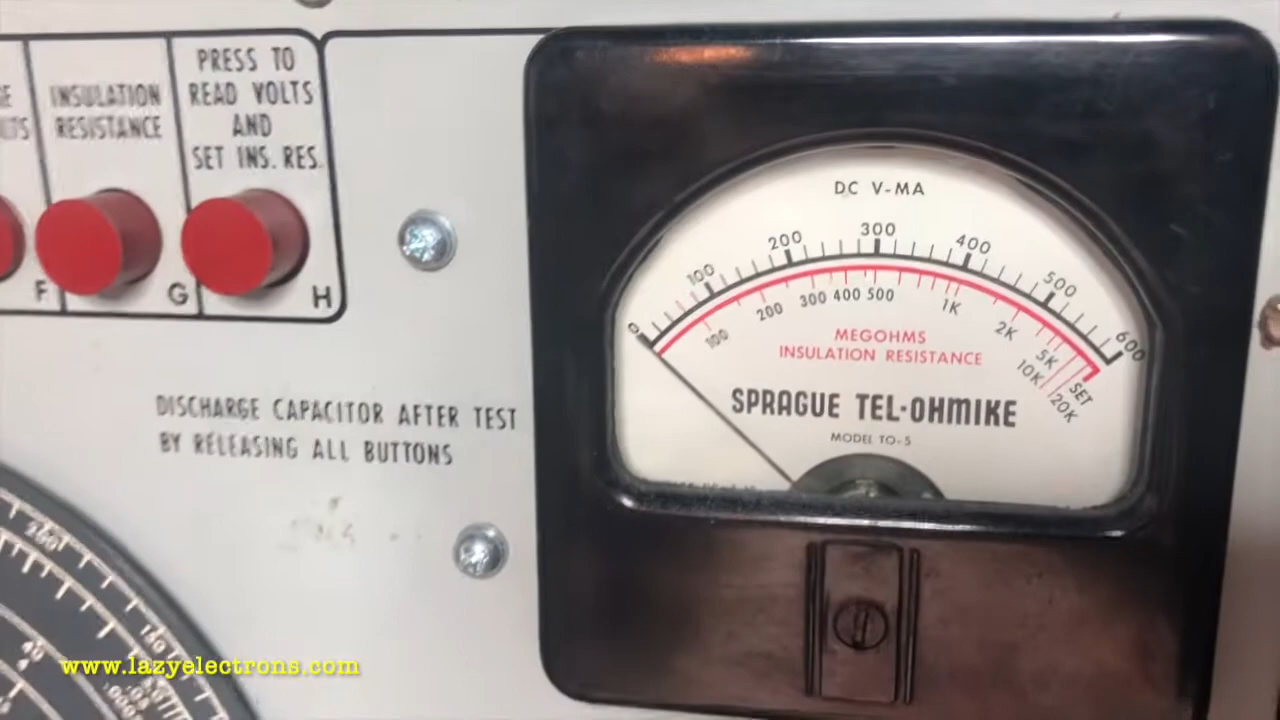 INSULATION
RESISTANCE
PRESS TO
READ VOLTS
AND
SET INS. RES.
F
G
H
DISCHARGE CAPACITOR AFTER TEST
BY RELEASING ALL BUTTONS
DC V-MA
0 100 200 300 400 500 600
100 200 300 400 500 1K 2K 5K 10K 20K SET
MEGOHMS
INSULATION RESISTANCE
SPRAGUE TEL-OHMIKE
MODEL TO-5
200
40
www.lazyelectrons.com